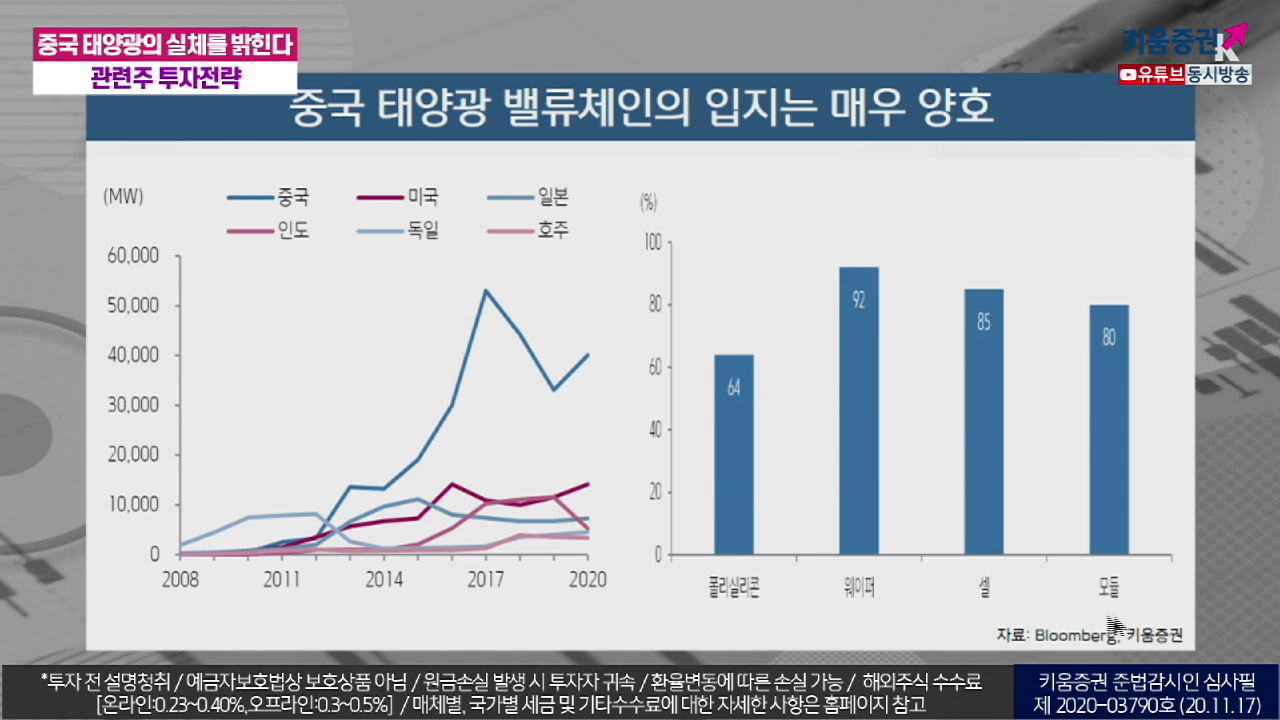 중국 태양광의 실체를 밝힌다
관련주 투자전략
키움증권
K
유튜브 동시방송
중국 태양광 밸류체인의 입지는 매우 양호
(MW)
중국 미국 일본
인도 독일 호주
60,000
50,000
40,000
30,000
20,000
10,000
0
2008 2011 2014 2017 2020
(%)
100
80
60
40
20
0
64
92
85
80
폴리실리콘 웨이퍼 셀 모듈
자료: Bloomberg, 키움증권
*투자 전 설명청취 / 예금자보호법상 보호상품 아님 / 원금손실 발생 시 투자자 귀속 / 환율변동에 따른 손실 가능 / 해외주식 수수료
[온라인:0.23~0.40%,오프라인:0.3~0.5%] / 매체별, 국가별 세금 및 기타수수료에 대한 자세한 사항은 홈페이지 참고
키움증권 준법감시인 심사필
제 2020-03790호 (20.11.17)